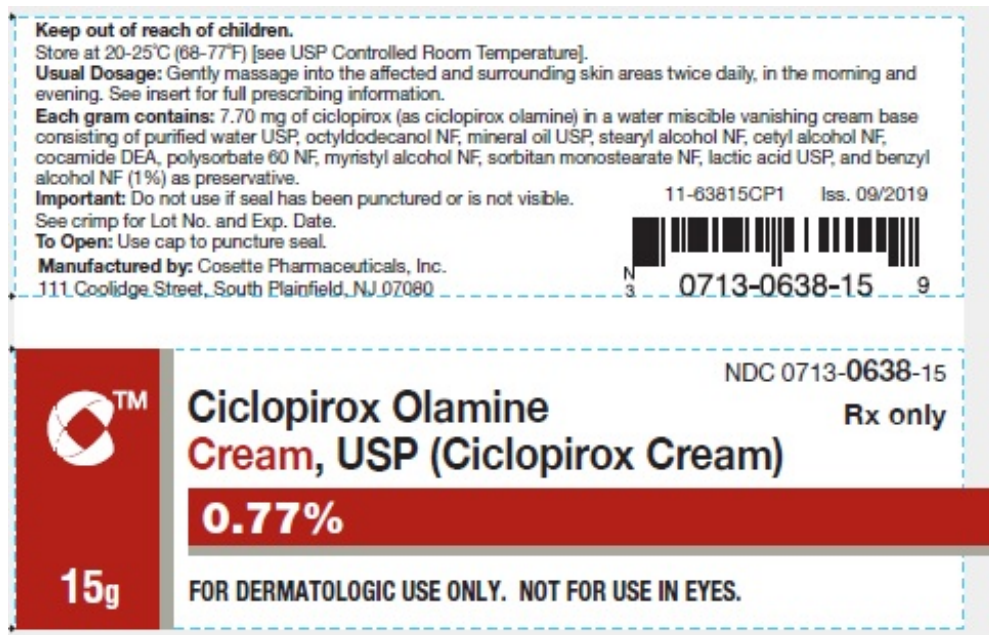 Keep out of reach of children.
Store at 20-25°C (68-77°F) [see USP Controlled Room Temperature].
Usual Dosage: Gently massage into the affected and surrounding skin areas twice daily, in the morning and
evening. See insert for full prescribing information.
Each gram contains: 7.70 mg of ciclopirox (as ciclopirox olamine) in a water miscible vanishing cream base
consisting of purified water USP, octyldodecanol NF, mineral oil USP, stearyl alcohol NF, cetyl alcohol NF,
cocamide DEA, polysorbate 60 NF, myristyl alcohol NF, sorbitan monostearate NF, lactic acid USP, and benzyl
alcohol NF (1%) as preservative.
Important: Do not use if seal has been punctured or is not visible.
See crimp for Lot No. and Exp. Date.
To Open: Use cap to puncture seal.
Manufactured by: Cosette Pharmaceuticals, Inc.
111 Coolidge Street, South Plainfield, NJ 07080
11-63815CP1 Iss. 09/2019
N
3 0713-0638-15 9
NDC 0713-0638-15
Rx only
TM
Ciclopirox Olamine
Cream, USP (Ciclopirox Cream)
0.77%
15g
FOR DERMATOLOGIC USE ONLY. NOT FOR USE IN EYES.